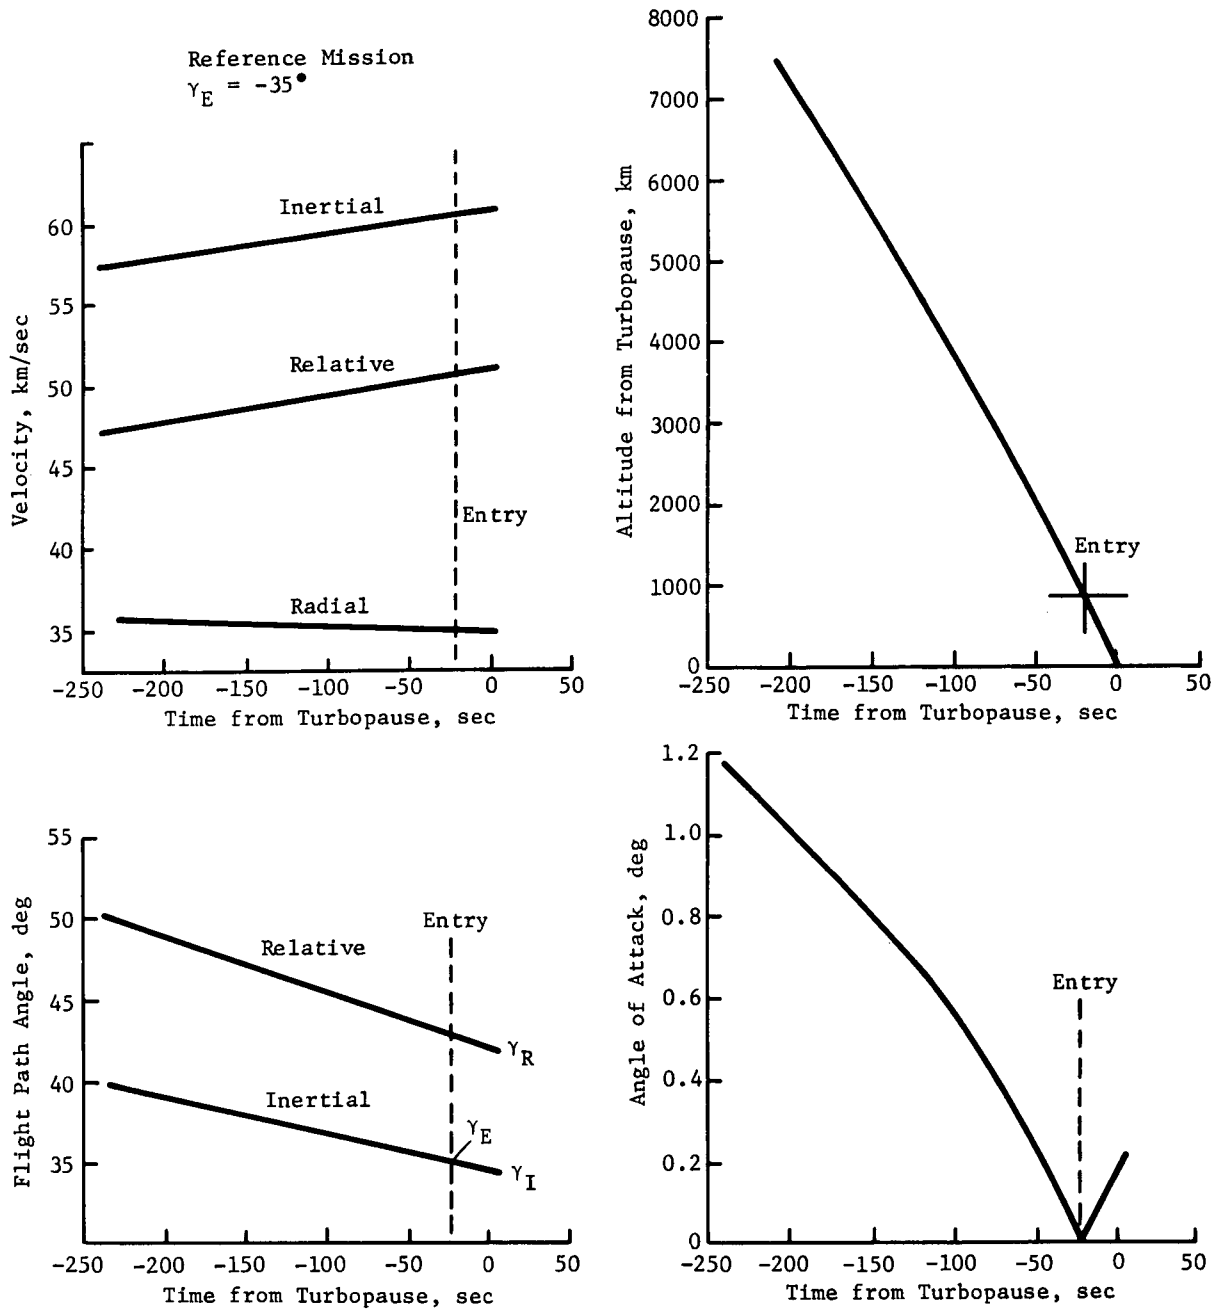 Reference Mission
γE = -35°
Velocity, km/sec
60
55
50
45
40
35
Inertial
Relative
Entry
Radial
-250 -200 -150 -100 -50 0 50
Time from Turbopause, sec
Altitude from Turbopause, km
8000
7000
6000
5000
4000
3000
2000
1000
0
Entry
-250 -200 -150 -100 -50 0 50
Time from Turbopause, sec
Flight Path Angle, deg
55
50
45
40
35
Entry
Relative
γR
Inertial
γE
γI
-250 -200 -150 -100 -50 0 50
Time from Turbopause, sec
Angle of Attack, deg
1.2
1.0
0.8
0.6
0.4
0.2
0
Entry
-250 -200 -150 -100 -50 0 50
Time from Turbopause, sec